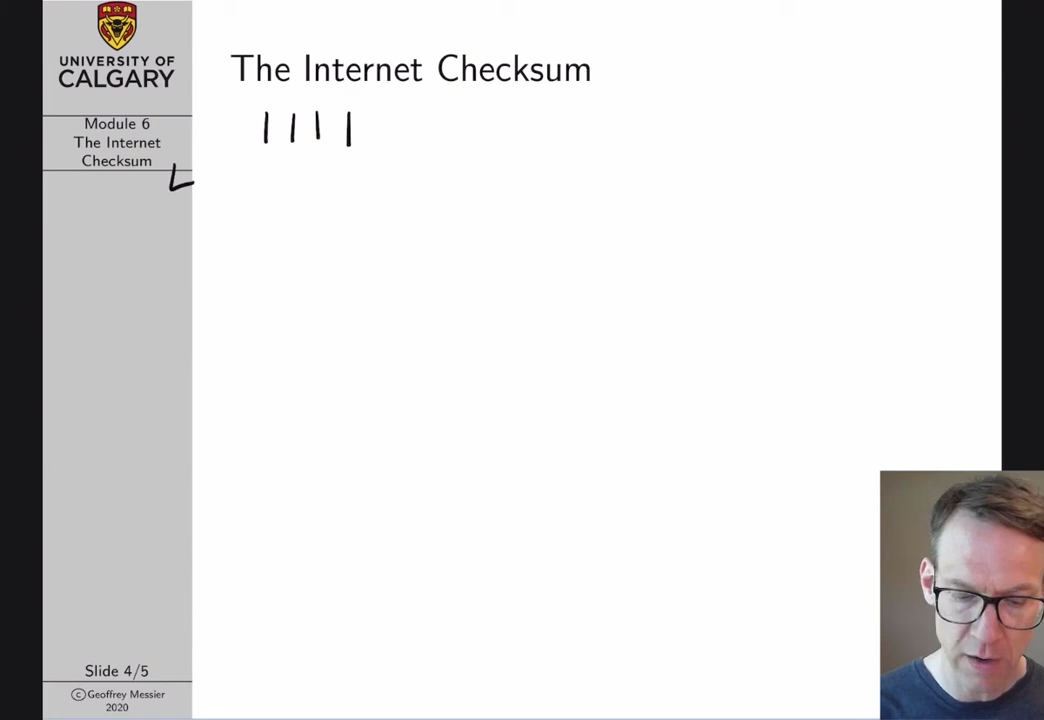 UNIVERSITY OF
CALGARY
Module 6
The Internet
Checksum
The Internet Checksum
1111
Slide 4/5
© Geoffrey Messier
2020